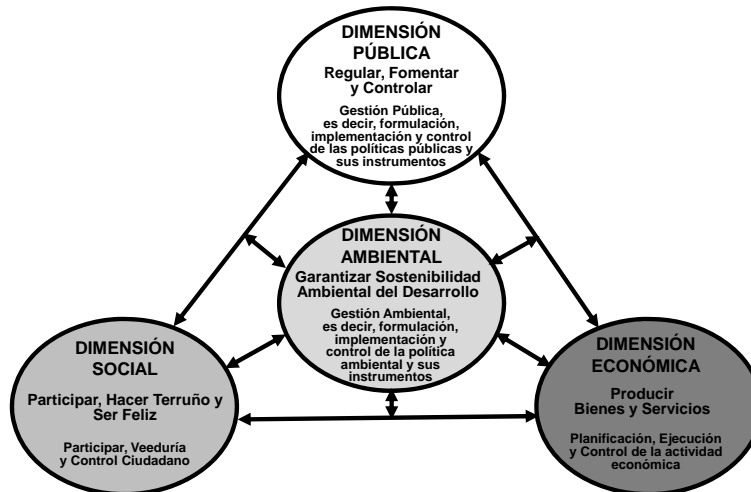 DIMENSIÓN
PÚBLICA
Regular, Fomentar
y Controlar
Gestión Pública,
es decir, formulación,
implementación y control
de las políticas públicas y
sus instrumentos
DIMENSIÓN
AMBIENTAL
Garantizar Sostenibilidad
Ambiental del Desarrollo
Gestión Ambiental,
es decir, formulación,
implementación y
control de la política
ambiental y sus
instrumentos
DIMENSIÓN
SOCIAL
Participar, Hacer Terruño y
Ser Feliz
Participar, Veeduría
y Control Ciudadano
DIMENSIÓN
ECONÓMICA
Producir
Bienes y Servicios
Planificación, Ejecución
y Control de la actividad
económica